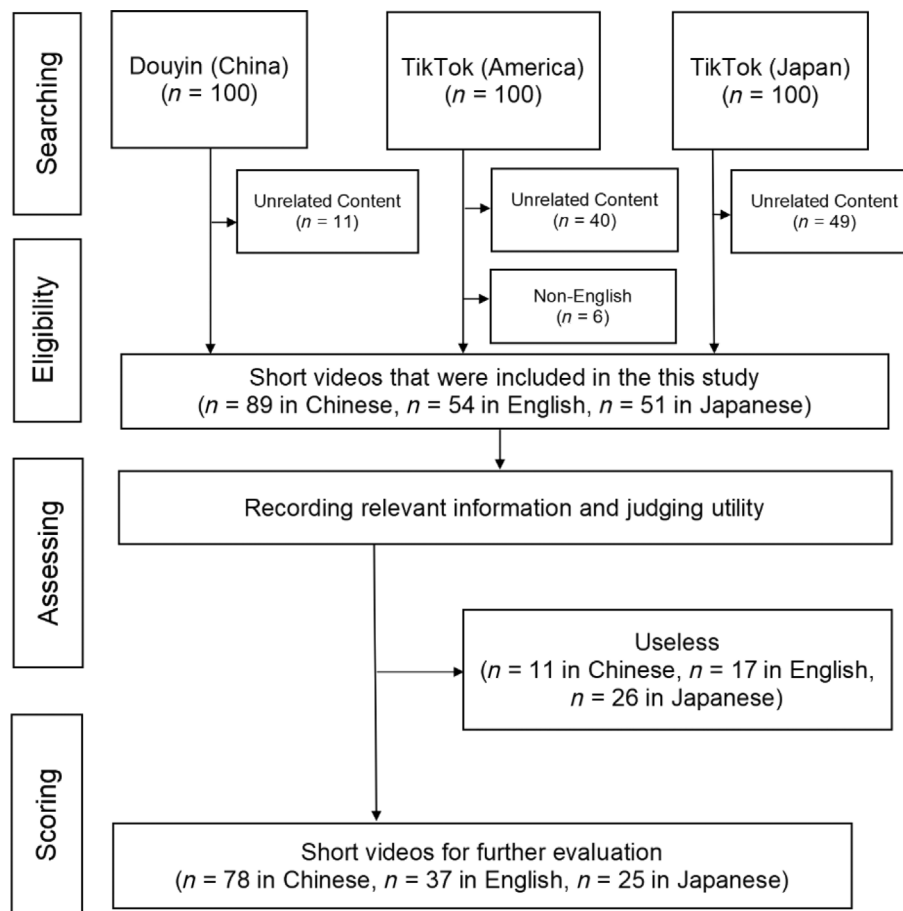 Searching
Douyin (China)
(n = 100)
TikTok (America)
(n = 100)
TikTok (Japan)
(n = 100)
Unrelated Content
(n = 11)
Unrelated Content
(n = 40)
Unrelated Content
(n = 49)
Eligibility
Non-English
(n = 6)
Short videos that were included in the this study
(n = 89 in Chinese, n = 54 in English, n = 51 in Japanese)
Assessing
Recording relevant information and judging utility
Useless
(n = 11 in Chinese, n = 17 in English,
n = 26 in Japanese)
Scoring
Short videos for further evaluation
(n = 78 in Chinese, n = 37 in English, n = 25 in Japanese)